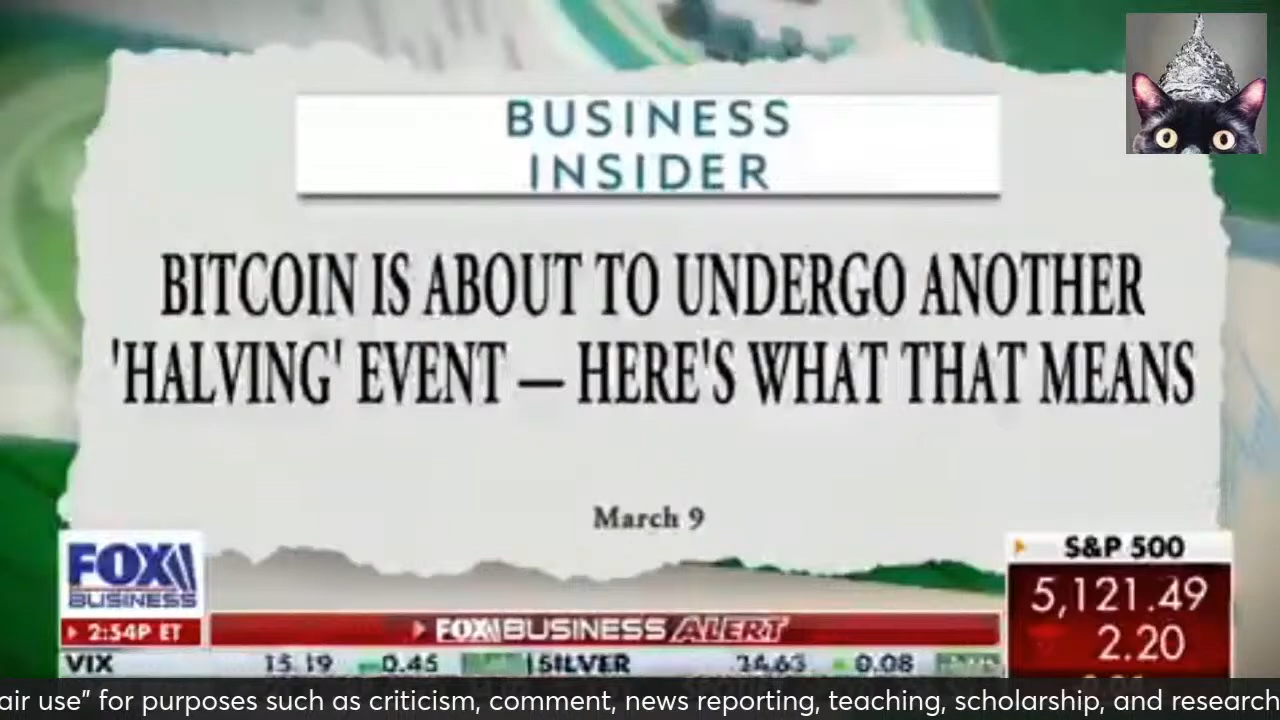 BUSINESS
INSIDER
BITCOIN IS ABOUT TO UNDERGO ANOTHER
'HALVING' EVENT — HERE'S WHAT THAT MEANS
March 9
FOX
BUSINESS
2:54P ET
FOX BUSINESS ALERT
S&P 500
5,121.49
2.20
VIX 15.19 0.45 SILVER 24.63 0.08
air use” for purposes such as criticism, comment, news reporting, teaching, scholarship, and research